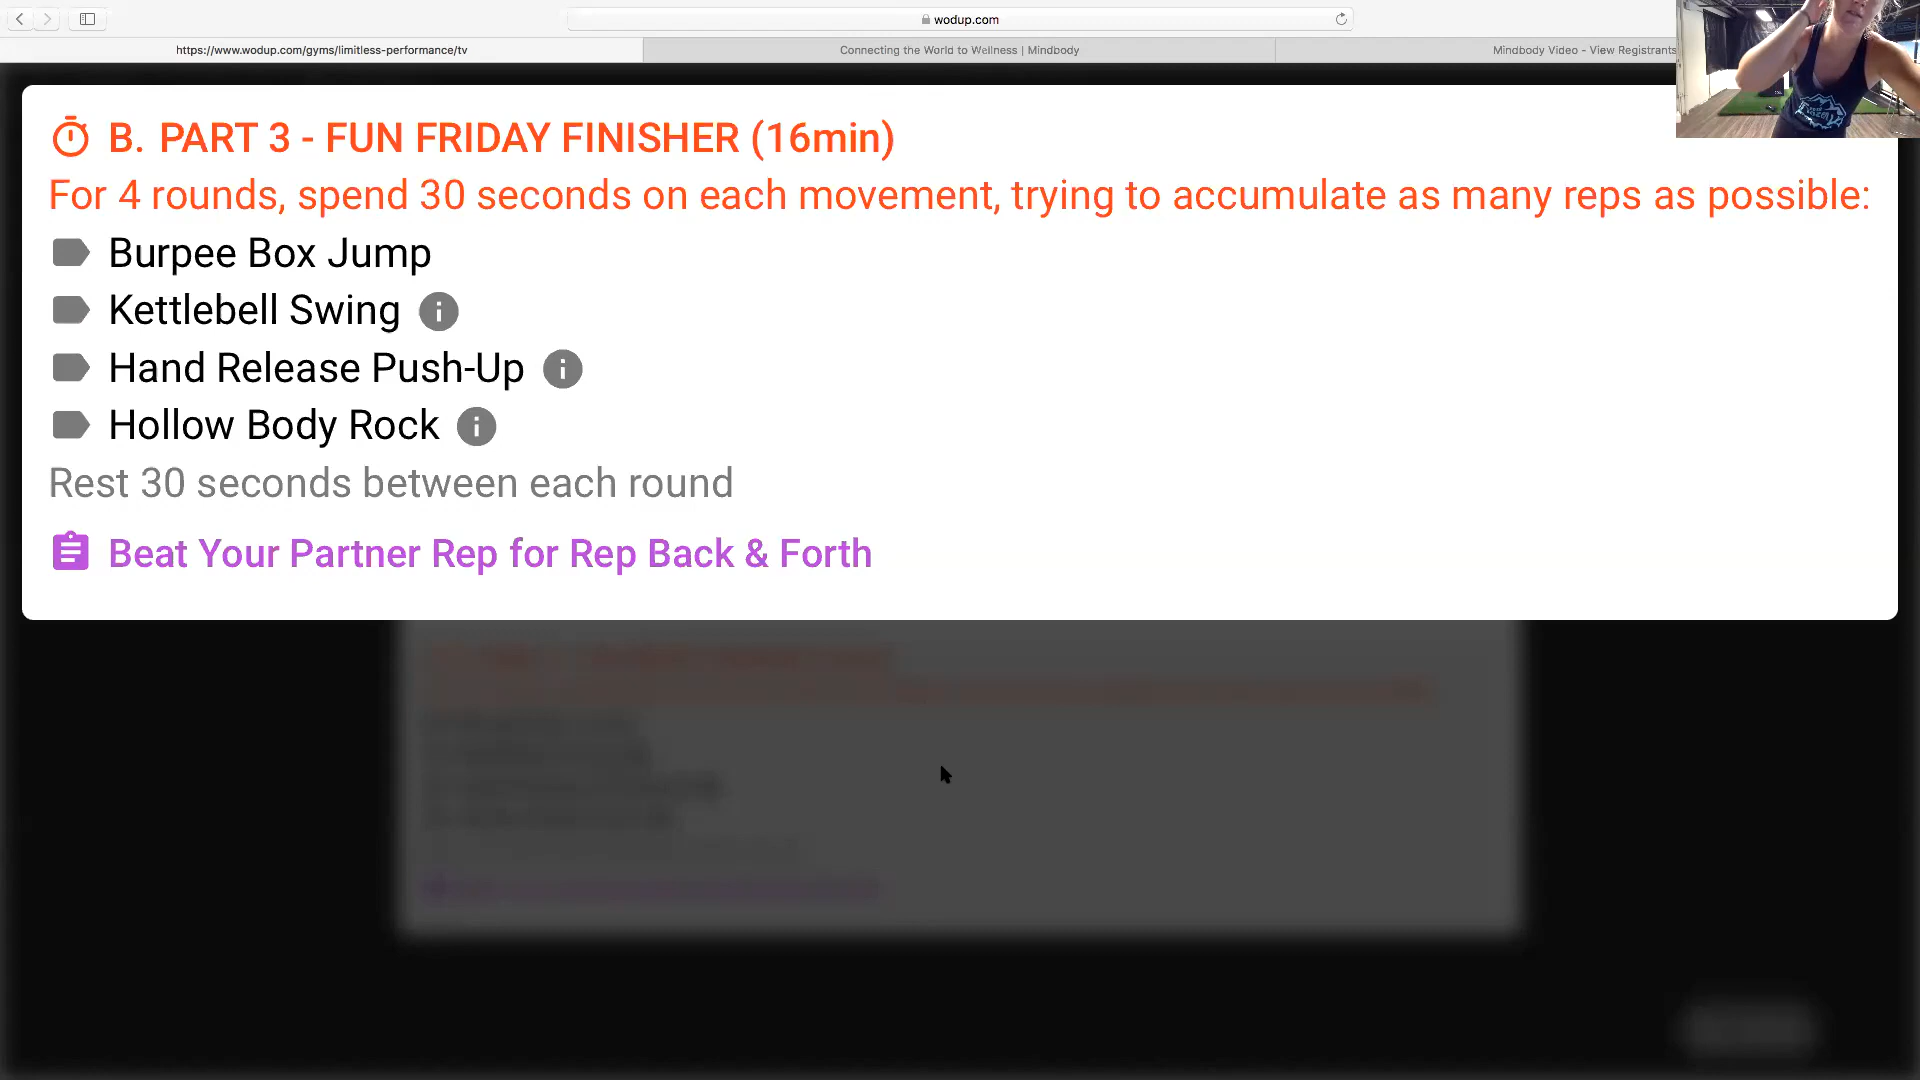 wodup.com
https://www.wodup.com/gyms/limitless-performance/tv
Connecting the World to Wellness | Mindbody
Mindbody Video - View Registrants
B. PART 3 - FUN FRIDAY FINISHER (16min)
For 4 rounds, spend 30 seconds on each movement, trying to accumulate as many reps as possible:
Burpee Box Jump
Kettlebell Swing
Hand Release Push-Up
Hollow Body Rock
Rest 30 seconds between each round
Beat Your Partner Rep for Rep Back & Forth